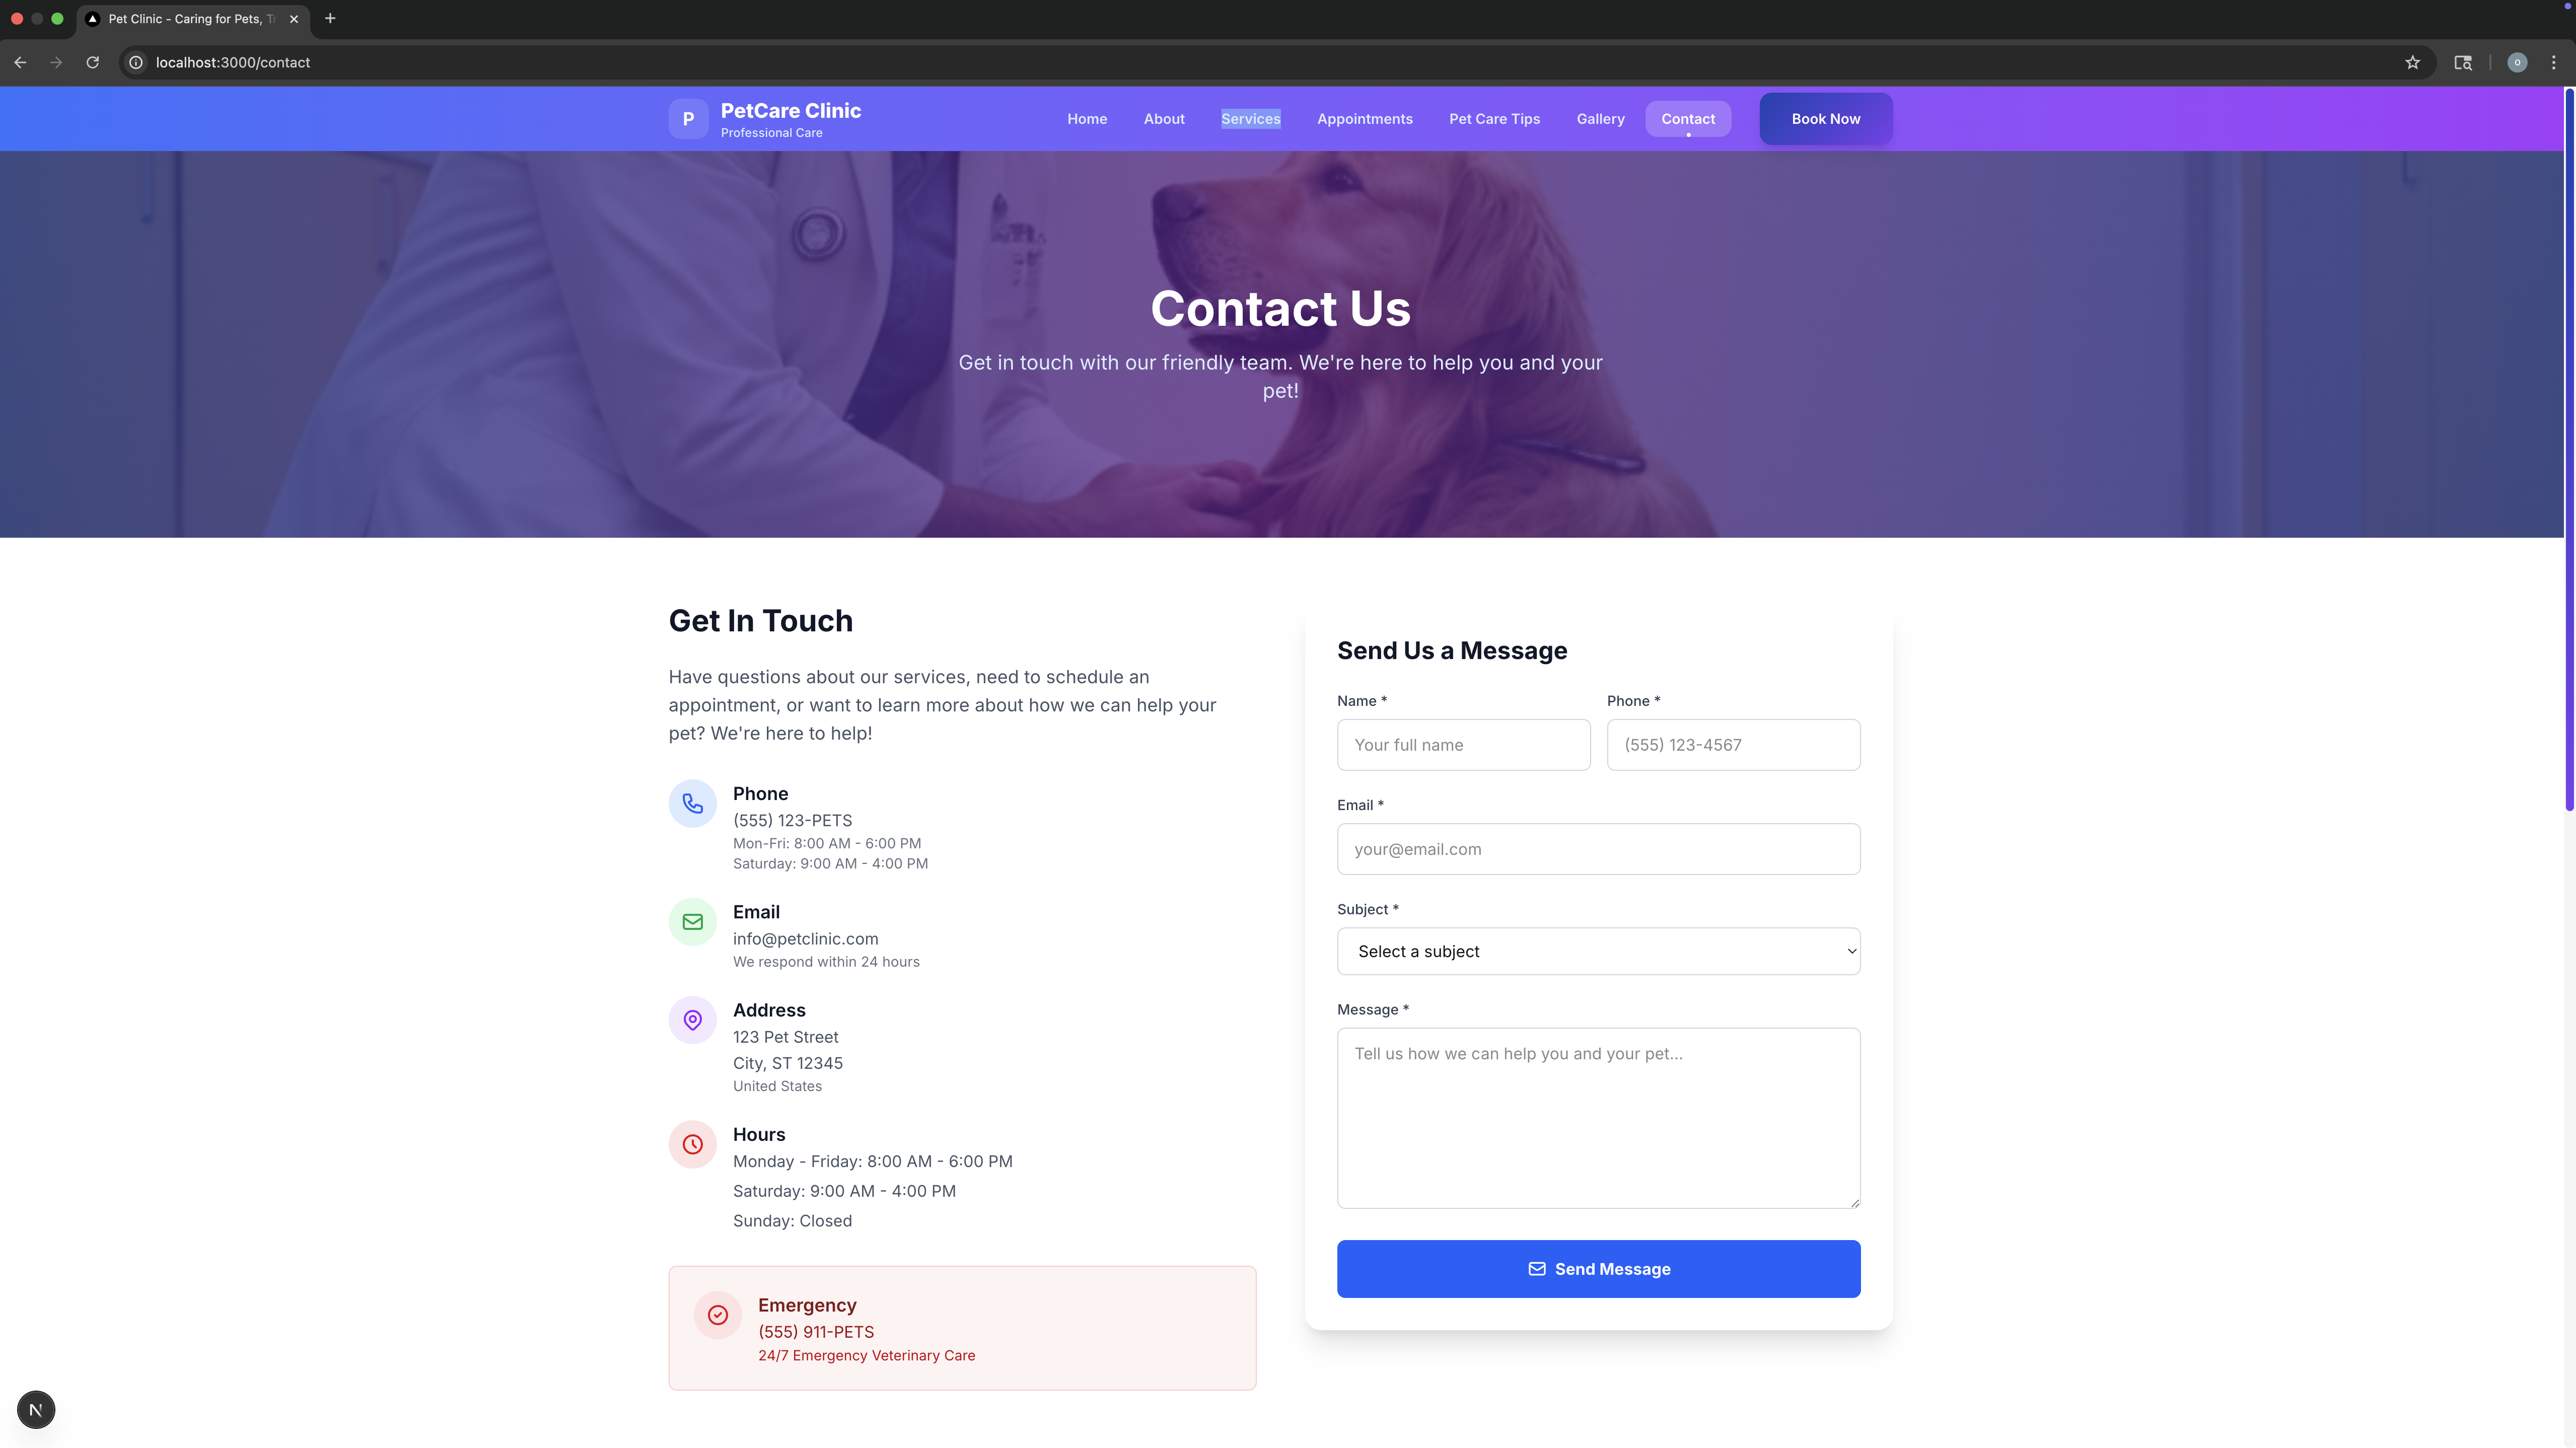 Pet Clinic - Caring for Pets,
localhost:3000/contact
P
PetCare Clinic
Professional Care
Home
About
Services
Appointments
Pet Care Tips
Gallery
Contact
Book Now
Contact Us
Get in touch with our friendly team. We're here to help you and your
pet!
Get In Touch
Have questions about our services, need to schedule an
appointment, or want to learn more about how we can help your
pet? We're here to help!
Phone
(555) 123-PETS
Mon-Fri: 8:00 AM - 6:00 PM
Saturday: 9:00 AM - 4:00 PM
Email
info@petclinic.com
We respond within 24 hours
Address
123 Pet Street
City, ST 12345
United States
Hours
Monday - Friday: 8:00 AM - 6:00 PM
Saturday: 9:00 AM - 4:00 PM
Sunday: Closed
Emergency
(555) 911-PETS
24/7 Emergency Veterinary Care
Send Us a Message
Name *
Your full name
Phone *
(555) 123-4567
Email *
your@email.com
Subject *
Select a subject
Message *
Tell us how we can help you and your pet...
Send Message
N